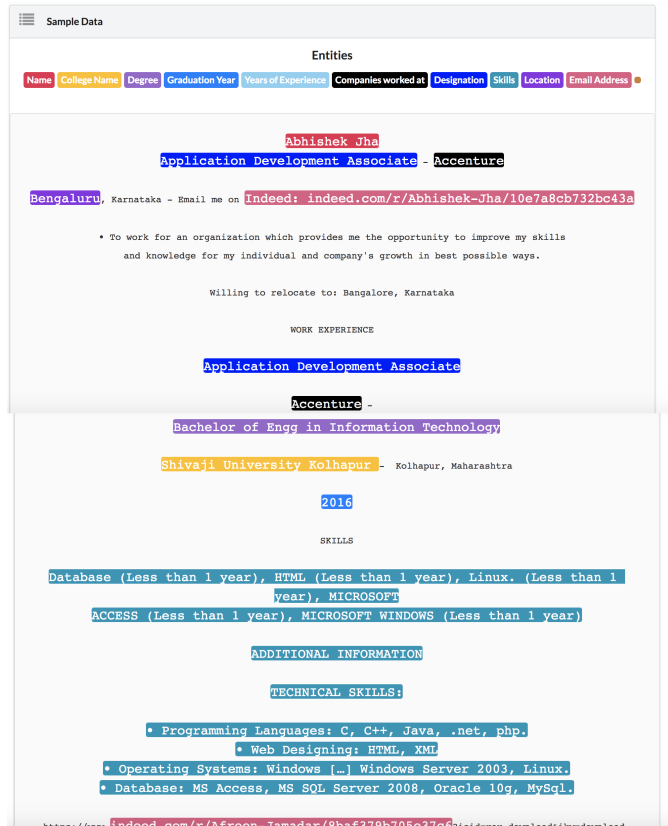 Sample Data
Entities
Name College Name Degree Graduation Year Years of Experience Companies worked at Designation Skills Location Email Address
Abhishek Jha
Application Development Associate - Accenture
Bengaluru, Karnataka - Email me on Indeed: indeed.com/r/Abhishek-Jha/10e7a8cb732bc43a
• To work for an organization which provides me the opportunity to improve my skills
and knowledge for my individual and company's growth in best possible ways.
Willing to relocate to: Bangalore, Karnataka
WORK EXPERIENCE
Application Development Associate
Accenture -
Bachelor of Engg in Information Technology
Shivaji University Kolhapur - Kolhapur, Maharashtra
2016
SKILLS
Database (Less than 1 year), HTML (Less than 1 year), Linux. (Less than 1
year), MICROSOFT
ACCESS (Less than 1 year), MICROSOFT WINDOWS (Less than 1 year)
ADDITIONAL INFORMATION
TECHNICAL SKILLS:
• Programming Languages: C, C++, Java, .net, php.
• Web Designing: HTML, XML
• Operating Systems: Windows […] Windows Server 2003, Linux.
• Database: MS Access, MS SQL Server 2008, Oracle 10g, MySql.